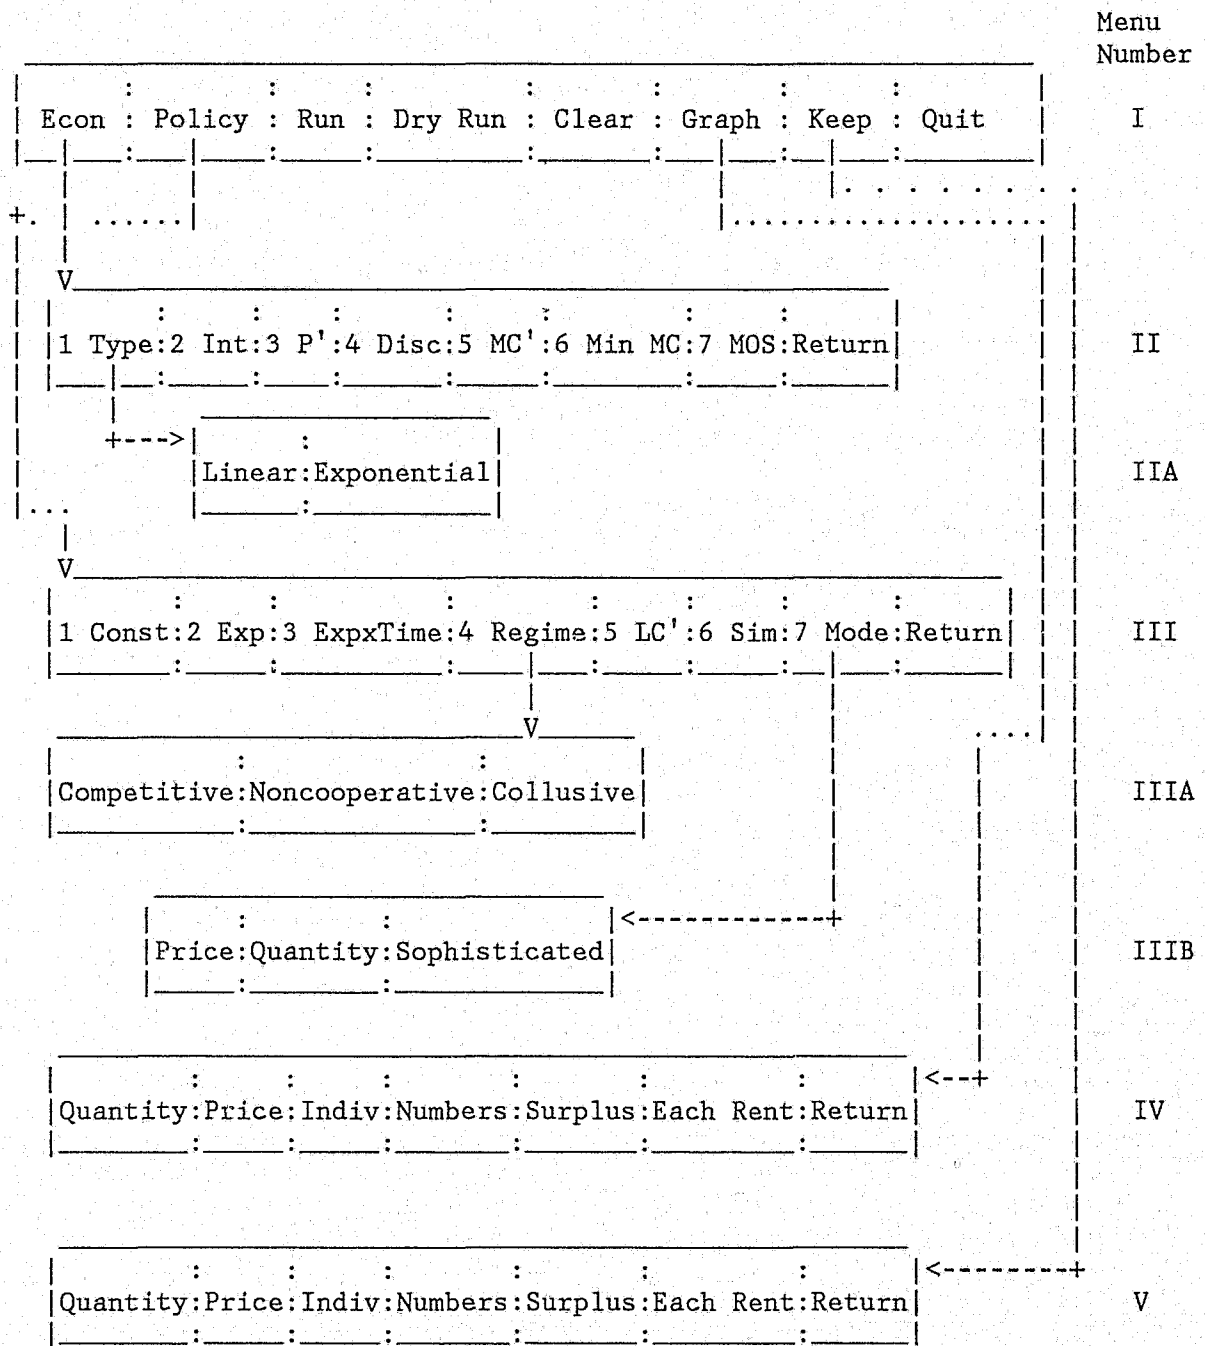 Menu
Number
Econ : Policy : Run : Dry Run : Clear : Graph : Keep : Quit I
1 Type:2 Int:3 P':4 Disc:5 MC':6 Min MC:7 MOS:Return II
Linear:Exponential IIA
1 Const:2 Exp:3 ExpxTime:4 Regime:5 LC':6 Sim:7 Mode:Return III
Competitive:Noncooperative:Collusive IIIA
Price:Quantity:Sophisticated IIIB
Quantity:Price:Indiv:Numbers:Surplus:Each Rent:Return IV
Quantity:Price:Indiv:Numbers:Surplus:Each Rent:Return V